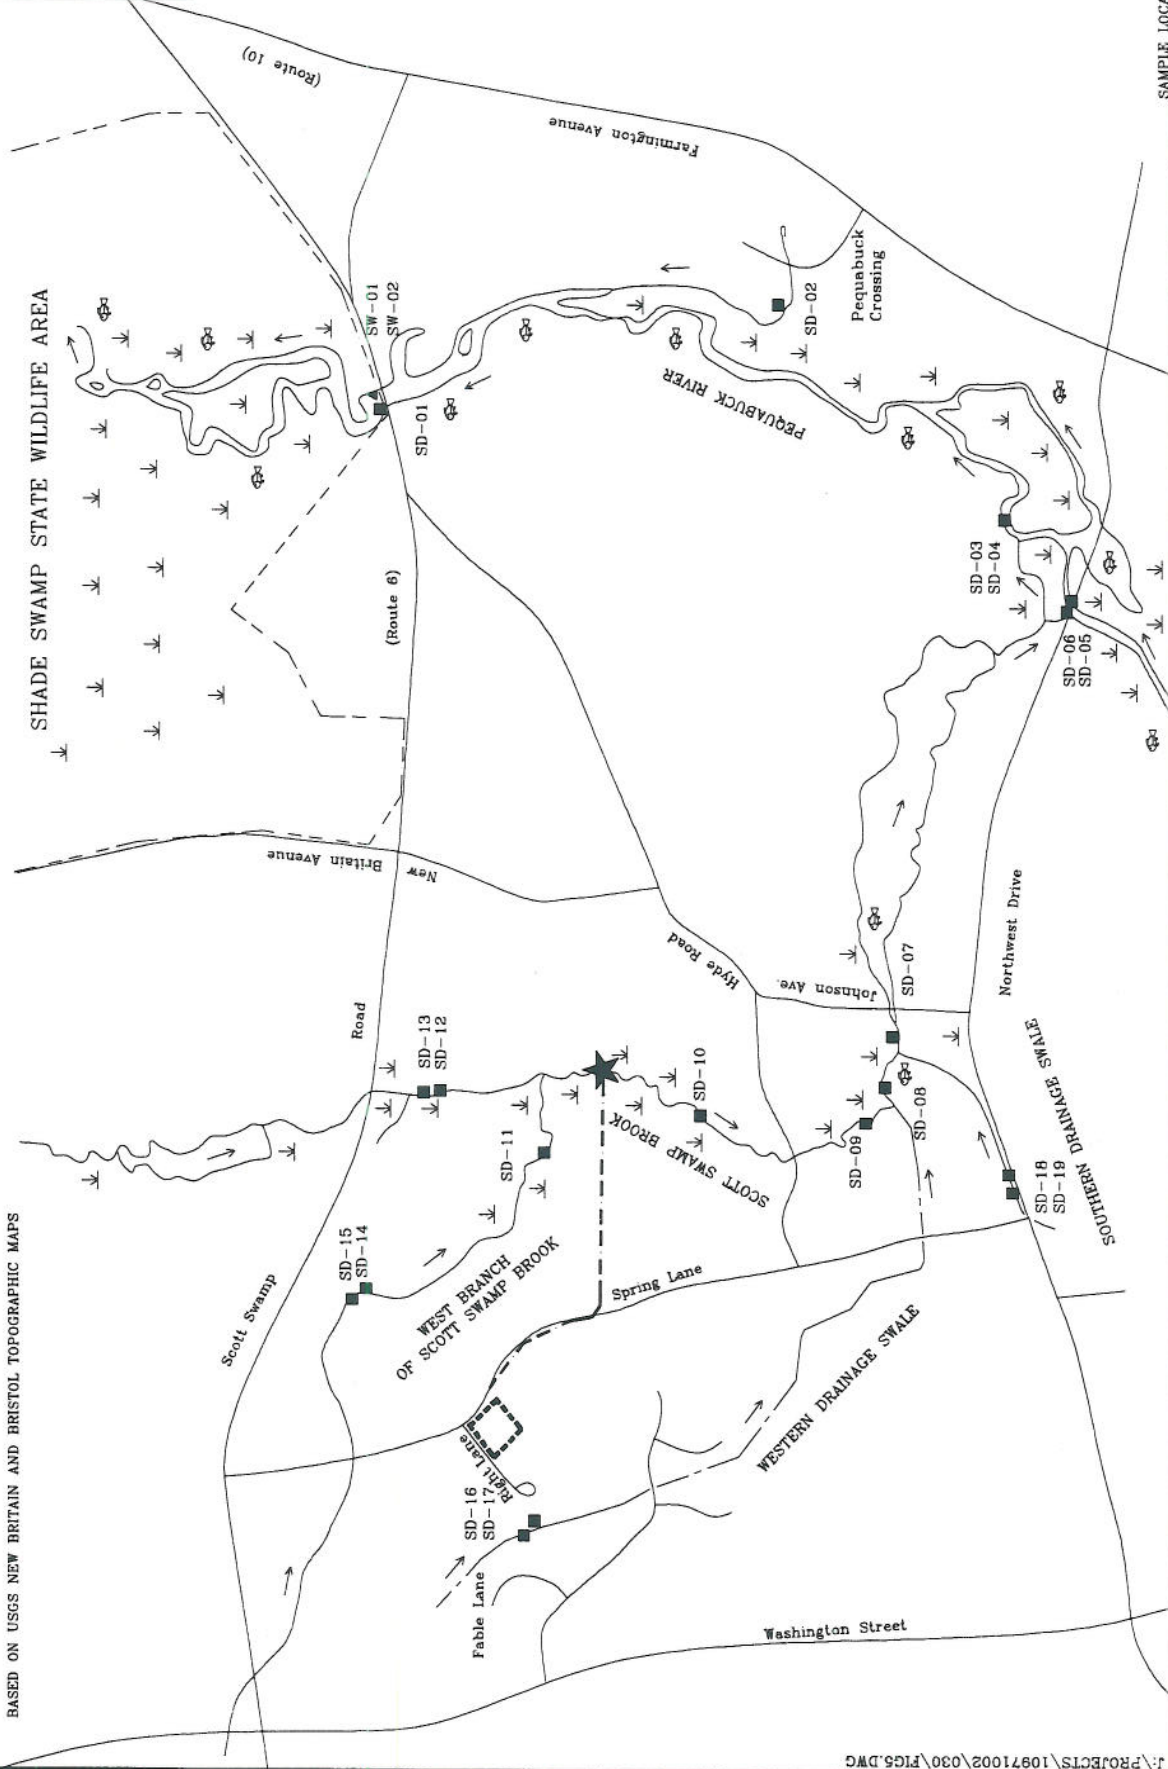 BASED ON USGS NEW BRITAIN AND BRISTOL TOPOGRAPHIC MAPS
SHADE SWAMP STATE WILDLIFE AREA
(Route 10)
Farmington Avenue
SW-01
SW-02
SD-01
SD-02
Pequabuck
Crossing
PEQUABUCK RIVER
SD-03
SD-04
SD-06
SD-05
(Route 6)
New
Britain Avenue
Hyde Road
Johnson Ave.
SD-07
Northwest Drive
Road
SD-13
SD-12
SD-10
SD-11
SCOTT SWAMP BROOK
SD-09
SD-08
SD-18
SD-19
SOUTHERN DRAINAGE SWALE
SD-15
SD-14
Scott Swamp
WEST BRANCH
OF SCOTT SWAMP BROOK
Spring Lane
WESTERN DRAINAGE SWALE
Right Lane
SD-16
SD-17
Fable Lane
Washington Street
J:\PROJECTS\10971002\030\FIG5.DWG
SAMPLE